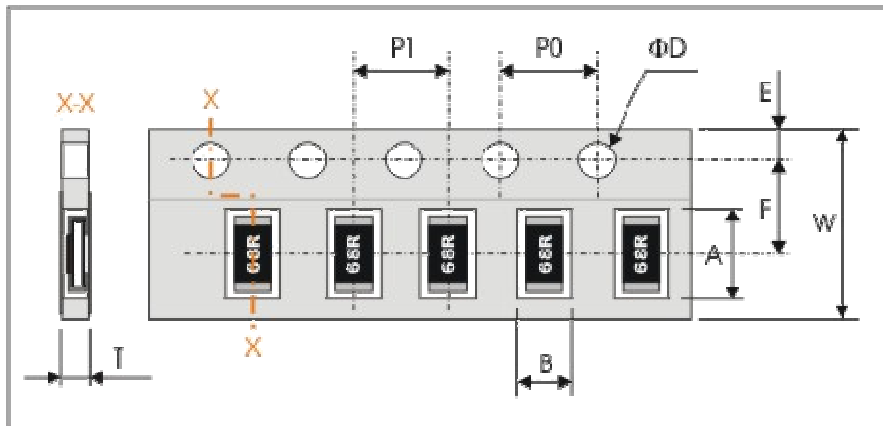 P1 P0 ΦD E
X-X X
F W
68R 68R 68R 68R 68R A
X
T B